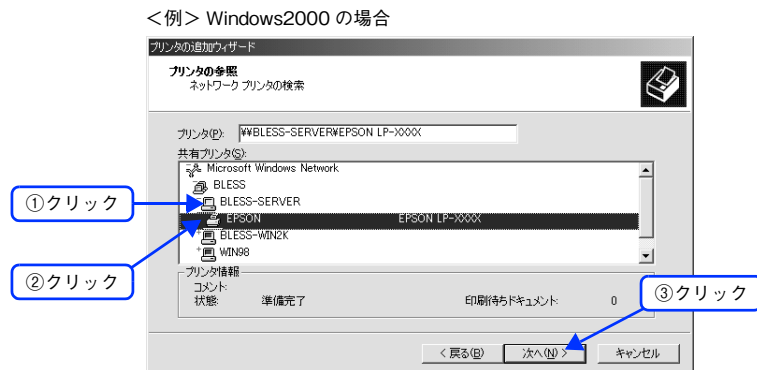 ＜例＞ Windows2000 の場合
プリンタの追加ウィザード
プリンタの参照
ネットワーク プリンタの検索
プリンタ(P): ¥¥BLESS-SERVER¥EPSON LP-XXXX
共有プリンタ(S):
Microsoft Windows Network
BLESS
BLESS-SERVER
①クリック
EPSON EPSON LP-XXXX
BLESS-WIN2K
WIN98
②クリック
プリンタ情報
コメント:
状態: 準備完了 印刷待ちドキュメント: 0
③クリック
< 戻る(B) 次へ(N) > キャンセル